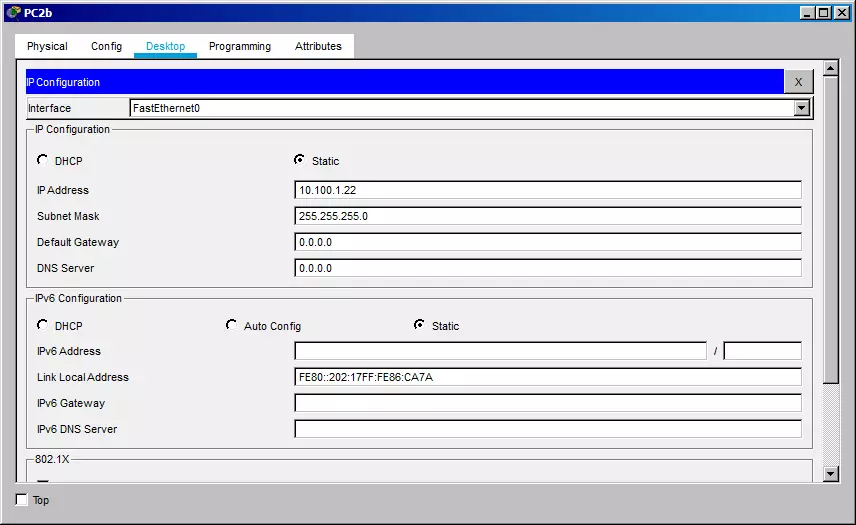 PC2b
Physical Config Desktop Programming Attributes
IP Configuration X
Interface FastEthernet0
IP Configuration
DHCP Static
IP Address 10.100.1.22
Subnet Mask 255.255.255.0
Default Gateway 0.0.0.0
DNS Server 0.0.0.0
IPv6 Configuration
DHCP Auto Config Static
IPv6 Address /
Link Local Address FE80::202:17FF:FE86:CA7A
IPv6 Gateway
IPv6 DNS Server
802.1X
Top